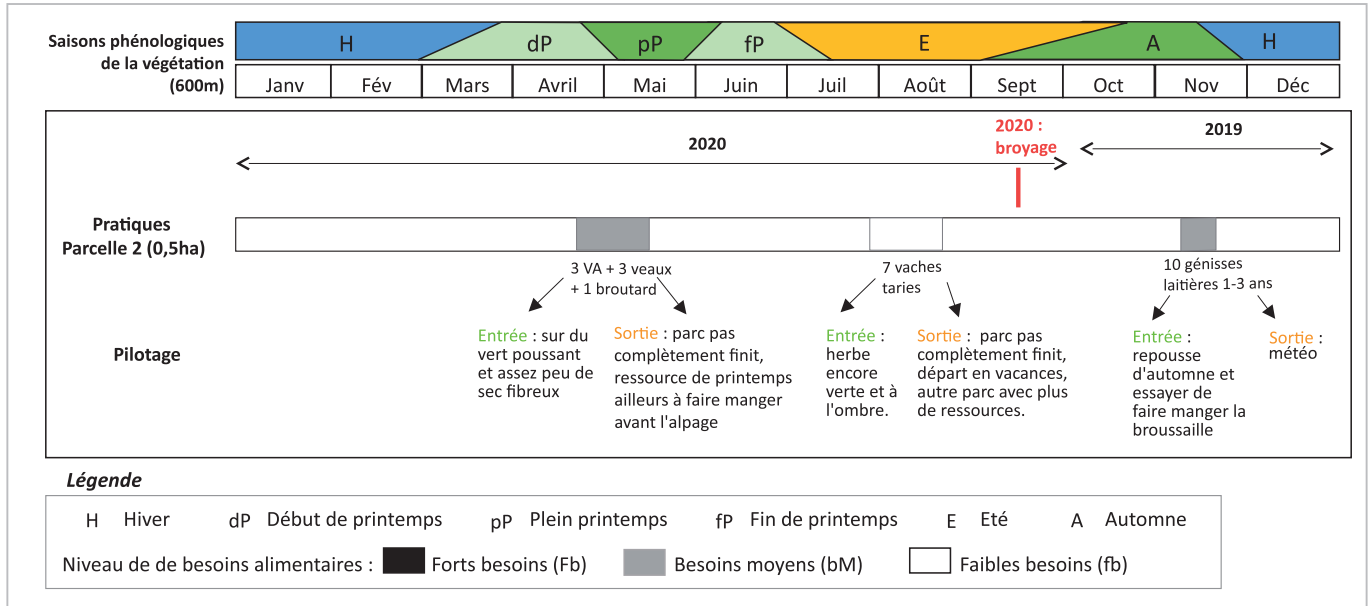 Saisons phénologiques
de la végétation
(600m)
H dP pP fP E A H
Janv Fév Mars Avril Mai Juin Juil Août Sept Oct Nov Déc
2020
2020 :
broyage
2019
Pratiques
Parcelle 2 (0,5ha)
3 VA + 3 veaux
+ 1 broutard
7 vaches
taries
10 génisses
laitières 1-3 ans
Pilotage
Entrée : sur du
vert poussant
et assez peu de
sec fibreux
Sortie : parc pas
complètement finit,
ressource de printemps
ailleurs à faire manger
avant l'alpage
Entrée :
herbe
encore
verte et à
l'ombre.
Sortie : parc pas
complètement finit,
départ en vacances,
autre parc avec plus
de ressources.
Entrée :
repousse
d'automne et
essayer de
faire manger la
broussaille
Sortie :
météo
Légende
H Hiver dP Début de printemps pP Plein printemps fP Fin de printemps E Eté A Automne
Niveau de de besoins alimentaires : Forts besoins (Fb) Besoins moyens (bM) Faibles besoins (fb)